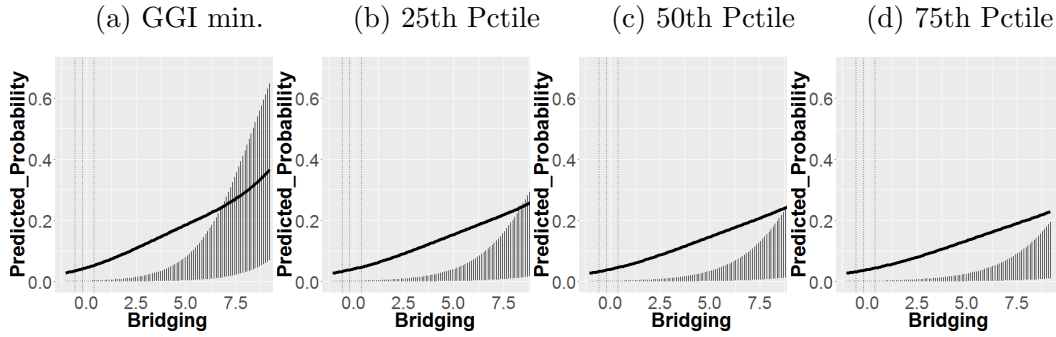 (a) GGI min.
(b) 25th Pctile
(c) 50th Pctile
(d) 75th Pctile
Predicted_Probability
0.6
0.4
0.2
0.0
0.0 2.5 5.0 7.5
Bridging
Predicted_Probability
0.6
0.4
0.2
0.0
0.0 2.5 5.0 7.5
Bridging
Predicted_Probability
0.6
0.4
0.2
0.0
0.0 2.5 5.0 7.5
Bridging
Predicted_Probability
0.6
0.4
0.2
0.0
0.0 2.5 5.0 7.5
Bridging